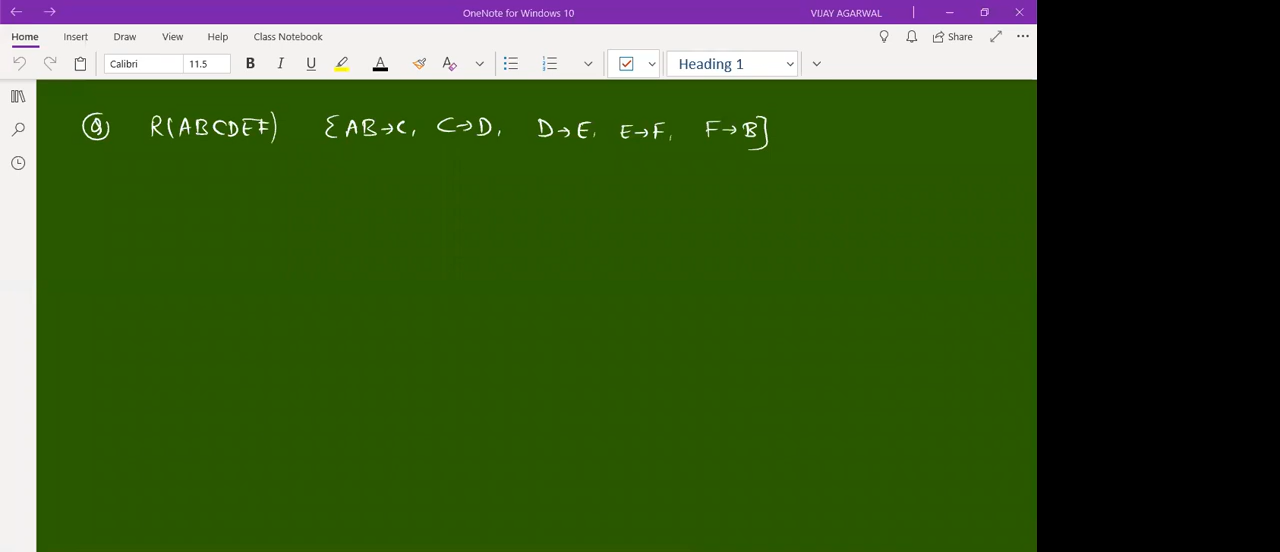 OneNote for Windows 10
VIJAY AGARWAL
Home Insert Draw View Help Class Notebook
Share
Calibri 11.5 B I U A A Heading 1
Q R(ABCDEF) {AB→C, C→D, D→E, E→F, F→B}